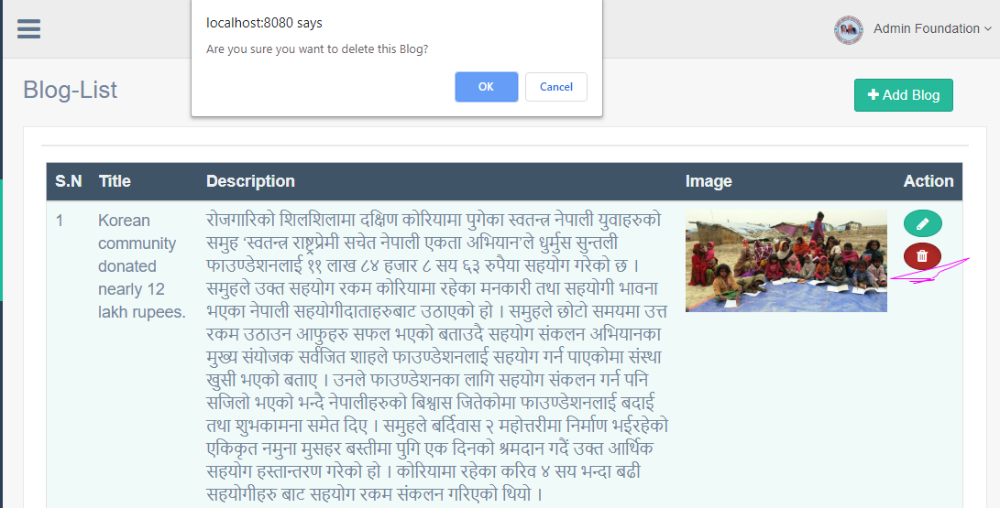 localhost:8080 says
Are you sure you want to delete this Blog?
OK Cancel
Admin Foundation
Blog-List
Add Blog
S.N Title Description Image Action
1
Korean
community
donated
nearly 12
lakh rupees.
रोजगारिको शिलशिलामा दक्षिण कोरियामा पुगेका स्वतन्त्र नेपाली युवाहरुको
समुह ‘स्वतन्त्र राष्ट्रप्रेमी सचेत नेपाली एकता अभियान’ले धुर्मुस सुन्तली
फाउण्डेशनलाई ११ लाख ८४ हजार ८ सय ६३ रुपैया सहयोग गरेको छ ।
समुहले उक्त सहयोग रकम कोरियामा रहेका मनकारी तथा सहयोगी भावना
भएका नेपाली सहयोगीदाताहरुबाट उठाएको हो । समुहले छोटो समयमा उत्त
रकम उठाउन आफुहरु सफल भएको बताउदै सहयोग संकलन अभियानका
मुख्य संयोजक सर्वजित शाहले फाउण्डेशनलाई सहयोग गर्न पाएकोमा संस्था
खुसी भएको बताए । उनले फाउण्डेशनका लागि सहयोग संकलन गर्न पनि
सजिलो भएको भन्दै नेपालीहरुको बिश्वास जितेकोमा फाउण्डेशनलाई बदाई
तथा शुभकामना समेत दिए । समुहले बर्दिवास २ महोत्तरीमा निर्माण भईरहेको
एकिकृत नमुना मुसहर बस्तीमा पुगि एक दिनको श्रमदान गर्दै उक्त आर्थिक
सहयोग हस्तान्तरण गरेको हो । कोरियामा रहेका करिव ४ सय भन्दा बढी
सहयोगीहरु बाट सहयोग रकम संकलन गरिएको थियो ।